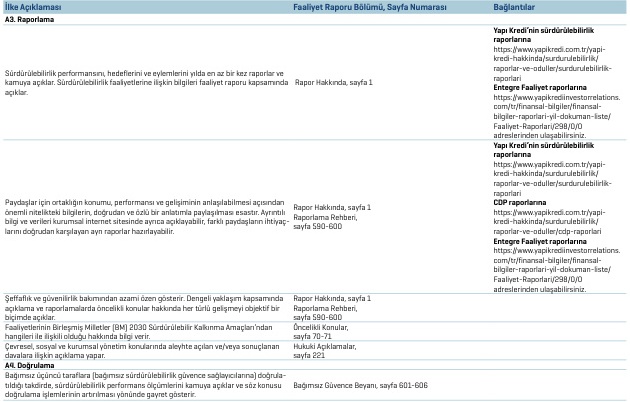 İlke Açıklaması
Faaliyet Raporu Bölümü, Sayfa Numarası
Bağlantılar
A3. Raporlama
Sürdürülebilirlik performansını, hedeflerini ve eylemlerini yılda en az bir kez raporlar ve
kamuya açıklar. Sürdürülebilirlik faaliyetlerine ilişkin bilgileri faaliyet raporu kapsamında
açıklar.
Rapor Hakkında, sayfa 1
Yapı Kredi'nin sürdürülebilirlik
raporlarına
https://www.yapikredi.com.tr/yapi-
kredi-hakkinda/surdurulebilirlik/
raporlar-ve-oduller/surdurulebilirlik-
raporlari
Entegre Faaliyet raporlarına
https://www.yapikrediinvestorrelations.
com/tr/finansal-bilgiler/finansal-
bilgiler-raporlari-yil-dokuman-liste/
Faaliyet-Raporlari/298/0/0
adreslerinden ulaşabilirsiniz.
Paydaşlar için ortaklığın konumu, performansı ve gelişiminin anlaşılabilmesi açısından
önemli nitelikteki bilgilerin, doğrudan ve özlü bir anlatımla paylaşılması esastır. Ayrıntılı
bilgi ve verileri kurumsal internet sitesinde ayrıca açıklayabilir, farklı paydaşların ihtiyaç-
larını doğrudan karşılayan ayrı raporlar hazırlayabilir.
Rapor Hakkında, sayfa 1
Raporlama Rehberi,
sayfa 590-600
Yapı Kredi'nin sürdürülebilirlik
raporlarına
https://www.yapikredi.com.tr/yapi-
kredi-hakkinda/surdurulebilirlik/
raporlar-ve-oduller/surdurulebilirlik-
raporlari
CDP raporlarına
https://www.yapikredi.com.tr/yapi-
kredi-hakkinda/surdurulebilirlik/
raporlar-ve-oduller/cdp-raporlari
Entegre Faaliyet raporlarına
https://www.yapikrediinvestorrelations.
com/tr/finansal-bilgiler/finansal-
bilgiler-raporlari-yil-dokuman-liste/
Faaliyet-Raporlari/298/0/0
adreslerinden ulaşabilirsiniz.
Şeffaflık ve güvenilirlik bakımından azami özen gösterir. Dengeli yaklaşım kapsamında
açıklama ve raporlamalarda öncelikli konular hakkında her türlü gelişmeyi objektif bir
biçimde açıklar.
Rapor Hakkında, sayfa 1
Raporlama Rehberi,
sayfa 590-600
Faaliyetlerinin Birleşmiş Milletler (BM) 2030 Sürdürülebilir Kalkınma Amaçları'ndan
hangileri ile ilişkili olduğu hakkında bilgi verir.
Öncelikli Konular,
sayfa 70-71
Çevresel, sosyal ve kurumsal yönetim konularında aleyhte açılan ve/veya sonuçlanan
davalara ilişkin açıklama yapar.
Hukuki Açıklamalar,
sayfa 221
A4. Doğrulama
Bağımsız üçüncü taraflara (bağımsız sürdürülebilirlik güvence sağlayıcılarına) doğrula-
tıldığı takdirde, sürdürülebilirlik performans ölçümlerini kamuya açıklar ve söz konusu
doğrulama işlemlerinin artırılması yönünde gayret gösterir.
Bağımsız Güvence Beyanı, sayfa 601-606